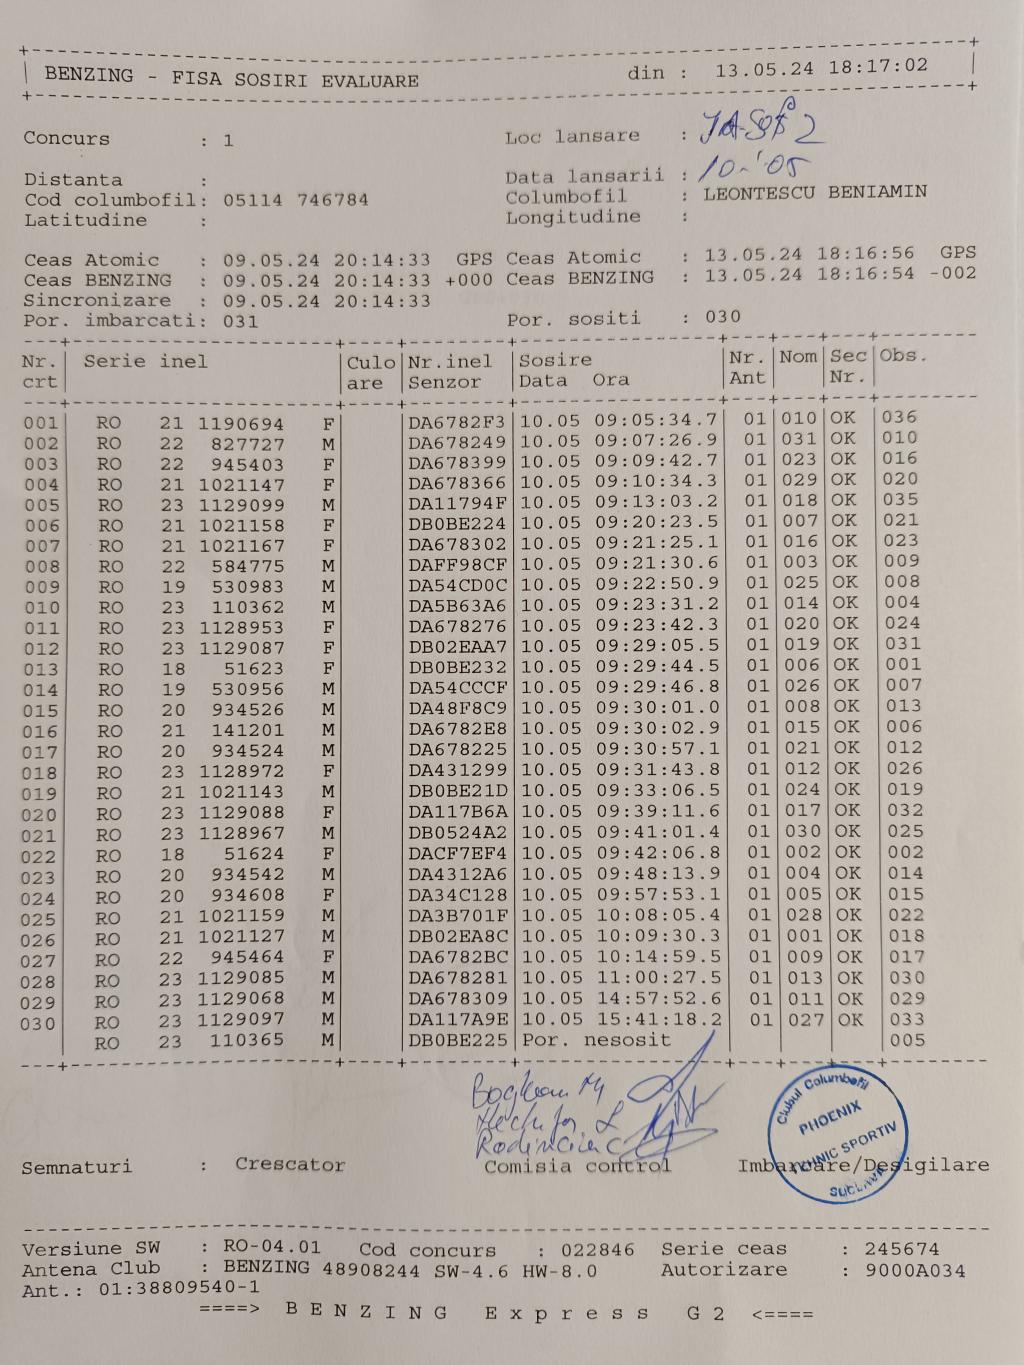 BENZING - FISA SOSIRI EVALUARE din : 13.05.24 18:17:02
Concurs : 1 Loc lansare : IASI 2
Distanta : Data lansarii : 10.05
Cod columbofil: 05114 746784 Columbofil : LEONTESCU BENIAMIN
Latitudine : Longitudine :
Ceas Atomic : 09.05.24 20:14:33 GPS Ceas Atomic : 13.05.24 18:16:56 GPS
Ceas BENZING : 09.05.24 20:14:33 +000 Ceas BENZING : 13.05.24 18:16:54 -002
Sincronizare : 09.05.24 20:14:33
Por. imbarcati: 031 Por. sositi : 030
Nr. Serie inel Culo Nr.inel Sosire Nr. Nom Sec Obs.
crt are Senzor Data Ora Ant Nr.
001 RO 21 1190694 F DA6782F3 10.05 09:05:34.7 01 010 OK 036
002 RO 22 827727 M DA678249 10.05 09:07:26.9 01 031 OK 010
003 RO 22 945403 F DA678399 10.05 09:09:42.7 01 023 OK 016
004 RO 21 1021147 F DA678366 10.05 09:10:34.3 01 029 OK 020
005 RO 23 1129099 M DA11794F 10.05 09:13:03.2 01 018 OK 035
006 RO 21 1021158 F DB0BE224 10.05 09:20:23.5 01 007 OK 021
007 RO 21 1021167 F DA678302 10.05 09:21:25.1 01 016 OK 023
008 RO 22 584775 M DAFF98CF 10.05 09:21:30.6 01 003 OK 009
009 RO 19 530983 M DA54CD0C 10.05 09:22:50.9 01 025 OK 008
010 RO 23 110362 M DA5B63A6 10.05 09:23:31.2 01 014 OK 004
011 RO 23 1128953 F DA678276 10.05 09:23:42.3 01 020 OK 024
012 RO 23 1129087 F DB02EAA7 10.05 09:29:05.5 01 019 OK 031
013 RO 18 51623 F DB0BE232 10.05 09:29:44.5 01 006 OK 001
014 RO 19 530956 M DA54CCCF 10.05 09:29:46.8 01 026 OK 007
015 RO 20 934526 M DA48F8C9 10.05 09:30:01.0 01 008 OK 013
016 RO 21 141201 M DA6782E8 10.05 09:30:02.9 01 015 OK 006
017 RO 20 934524 M DA678225 10.05 09:30:57.1 01 021 OK 012
018 RO 23 1128972 F DA431299 10.05 09:31:43.8 01 012 OK 026
019 RO 21 1021143 M DB0BE21D 10.05 09:33:06.5 01 024 OK 019
020 RO 23 1129088 F DA117B6A 10.05 09:39:11.6 01 017 OK 032
021 RO 23 1128967 M DB0524A2 10.05 09:41:01.4 01 030 OK 025
022 RO 18 51624 F DACF7EF4 10.05 09:42:06.8 01 002 OK 002
023 RO 20 934542 M DA4312A6 10.05 09:48:13.9 01 004 OK 014
024 RO 20 934608 F DA34C128 10.05 09:57:53.1 01 005 OK 015
025 RO 21 1021159 M DA3B701F 10.05 10:08:05.4 01 028 OK 022
026 RO 21 1021127 M DB02EA8C 10.05 10:09:30.3 01 001 OK 018
027 RO 22 945464 F DA6782BC 10.05 10:14:59.5 01 009 OK 017
028 RO 23 1129085 M DA678281 10.05 11:00:27.5 01 013 OK 030
029 RO 23 1129068 M DA678309 10.05 14:57:52.6 01 011 OK 029
030 RO 23 1129097 M DA117A9E 10.05 15:41:18.2 01 027 OK 033
RO 23 110365 M DB0BE225 Por. nesosit 005
Clubul Columbofil
PHOENIX
TEHNIC SPORTIV
SUCEAVA
Semnaturi : Crescator Comisia control Imbarcare/Desigilare
Versiune SW : RO-04.01 Cod concurs : 022846 Serie ceas : 245674
Antena Club : BENZING 48908244 SW-4.6 HW-8.0 Autorizare : 9000A034
Ant.: 01:38809540-1
====> B E N Z I N G E x p r e s s G 2 <====